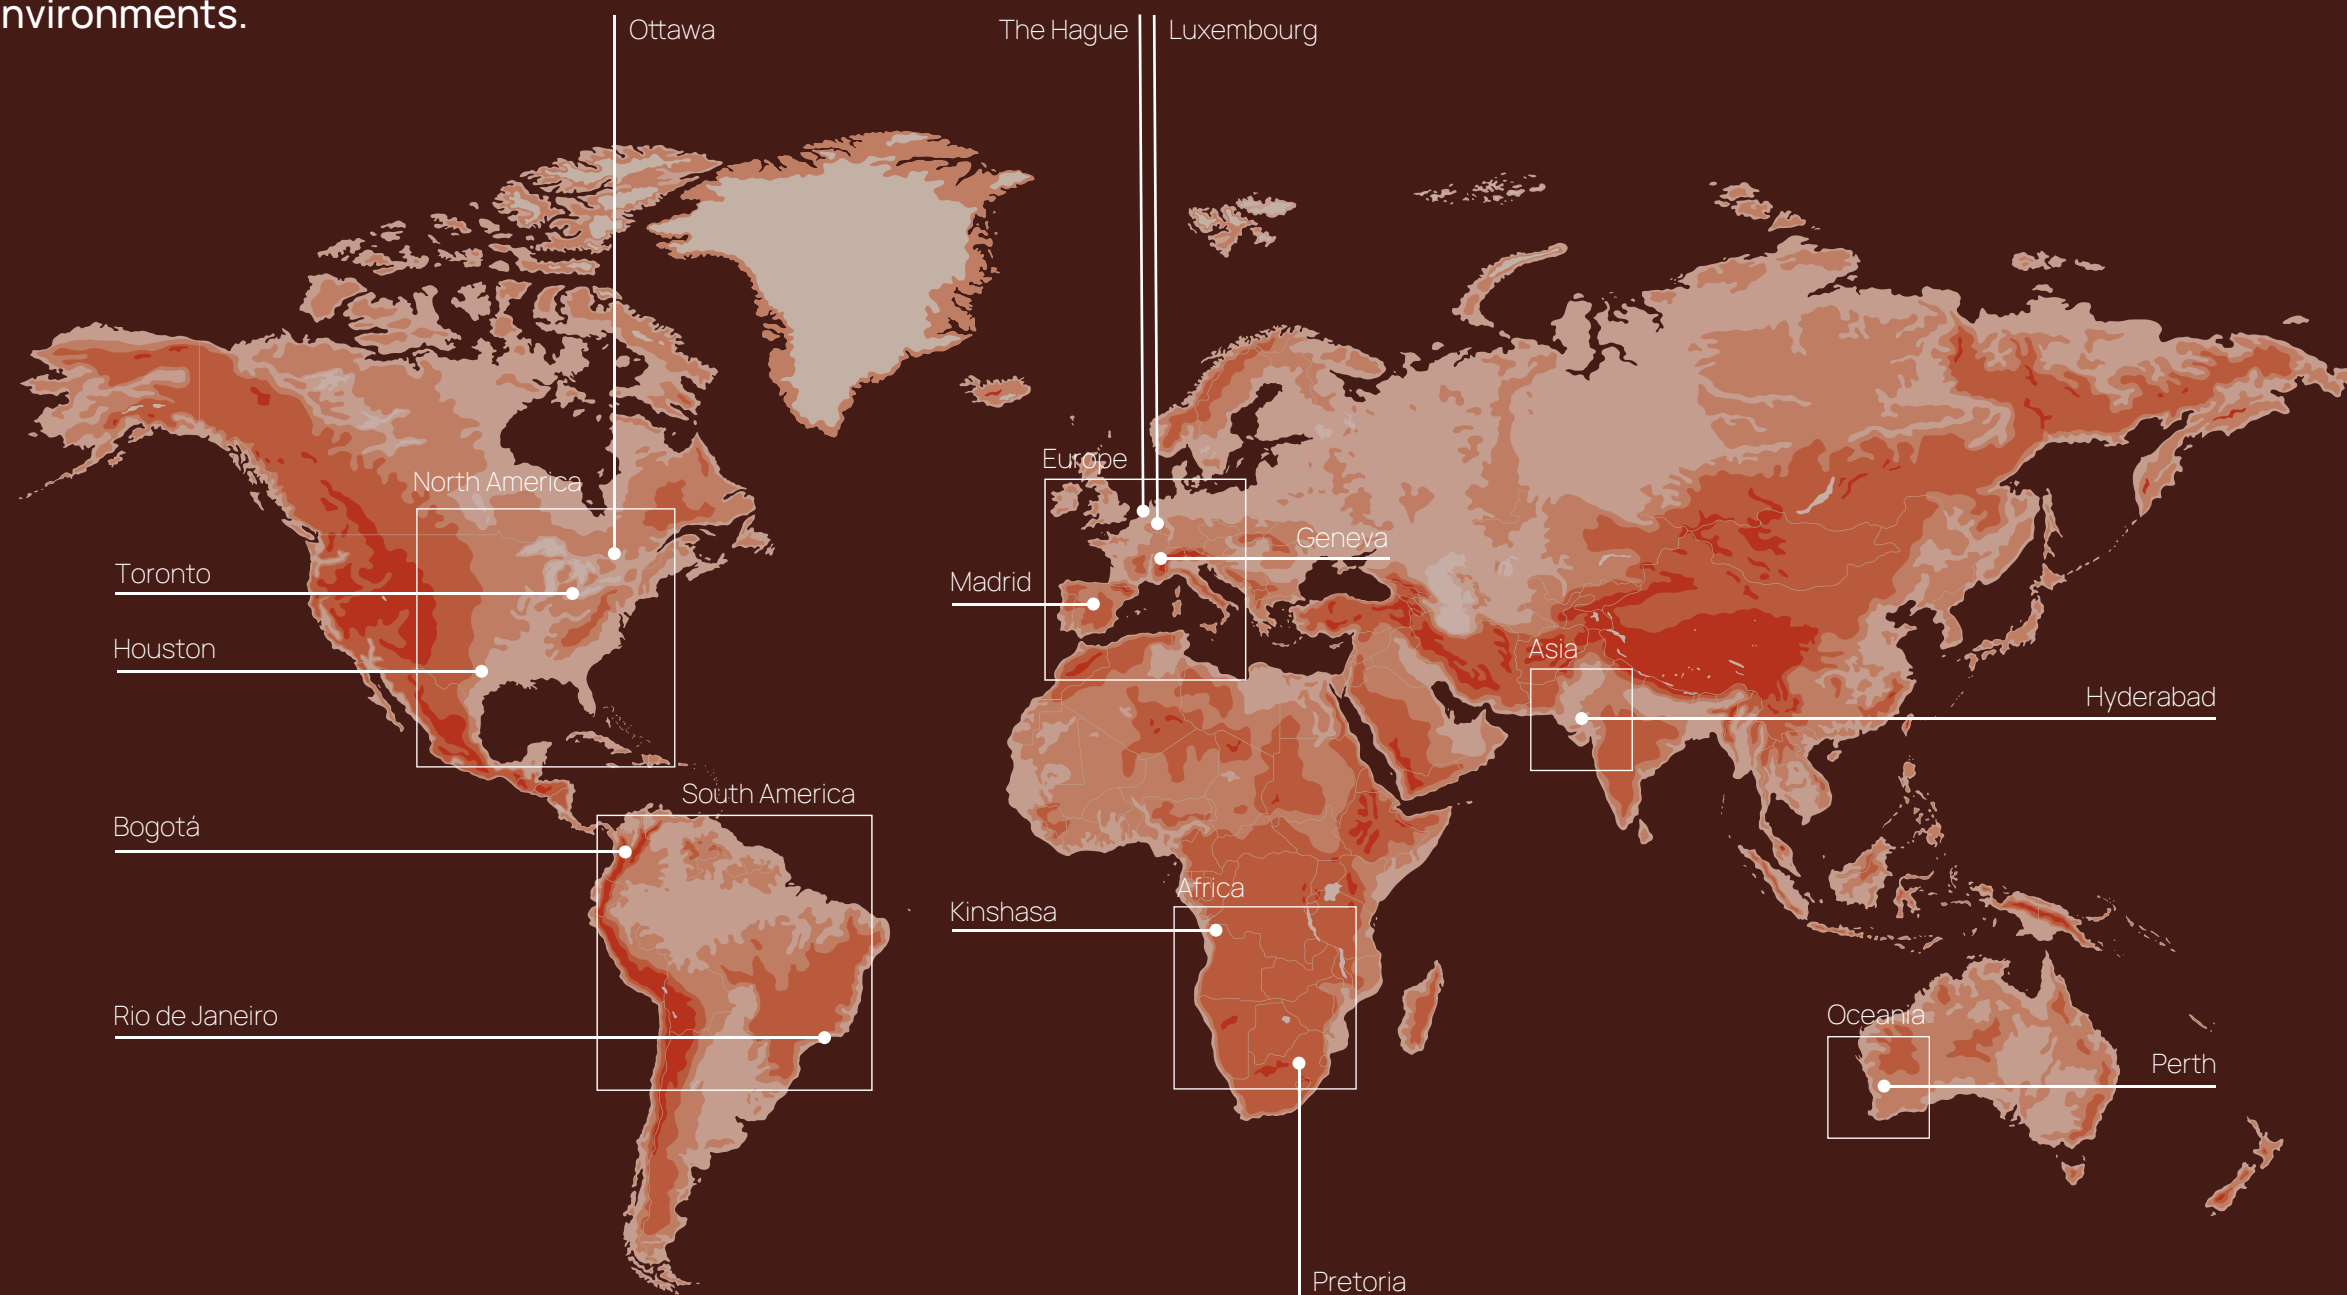 nvironments.
Ottawa
The Hague
Luxembourg
Europe
North America
Geneva
Toronto
Madrid
Houston
Asia
Hyderabad
South America
Bogotá
Africa
Kinshasa
Rio de Janeiro
Oceania
Perth
Pretoria